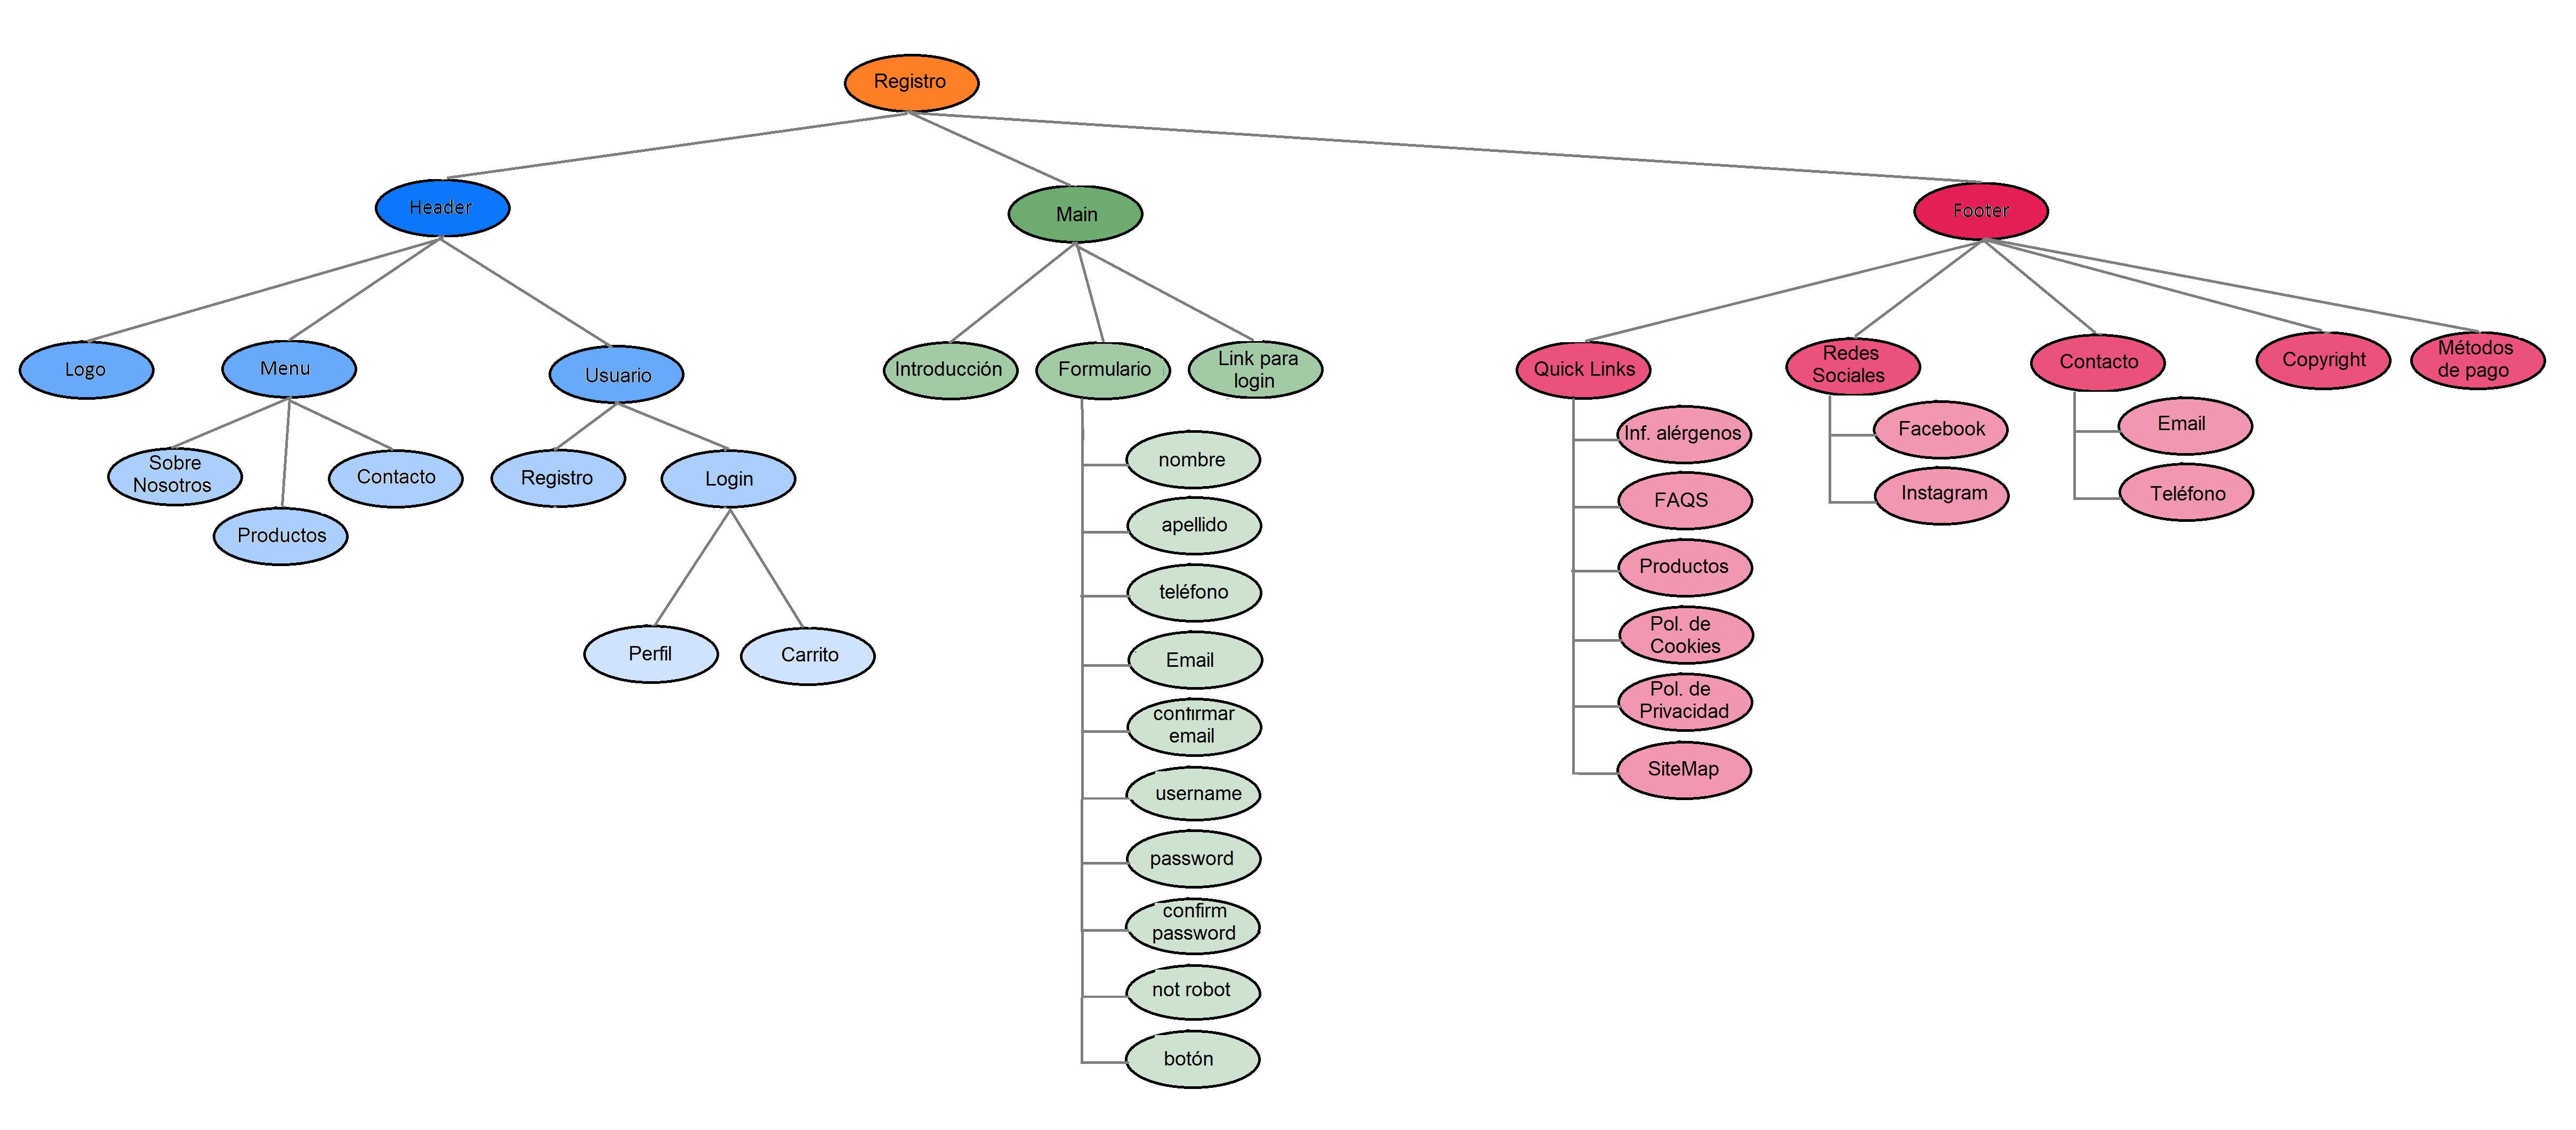 Registro
Header
Main
Footer
Logo
Menu
Usuario
Introducción
Formulario
Link para
login
Quick Links
Redes
Sociales
Contacto
Copyright
Métodos
de pago
Sobre
Nosotros
Productos
Contacto
Registro
Login
Perfil
Carrito
nombre
apellido
teléfono
Email
confirmar
email
username
password
confirm
password
not robot
botón
Inf. alérgenos
FAQS
Productos
Pol. de
Cookies
Pol. de
Privacidad
SiteMap
Facebook
Instagram
Email
Teléfono